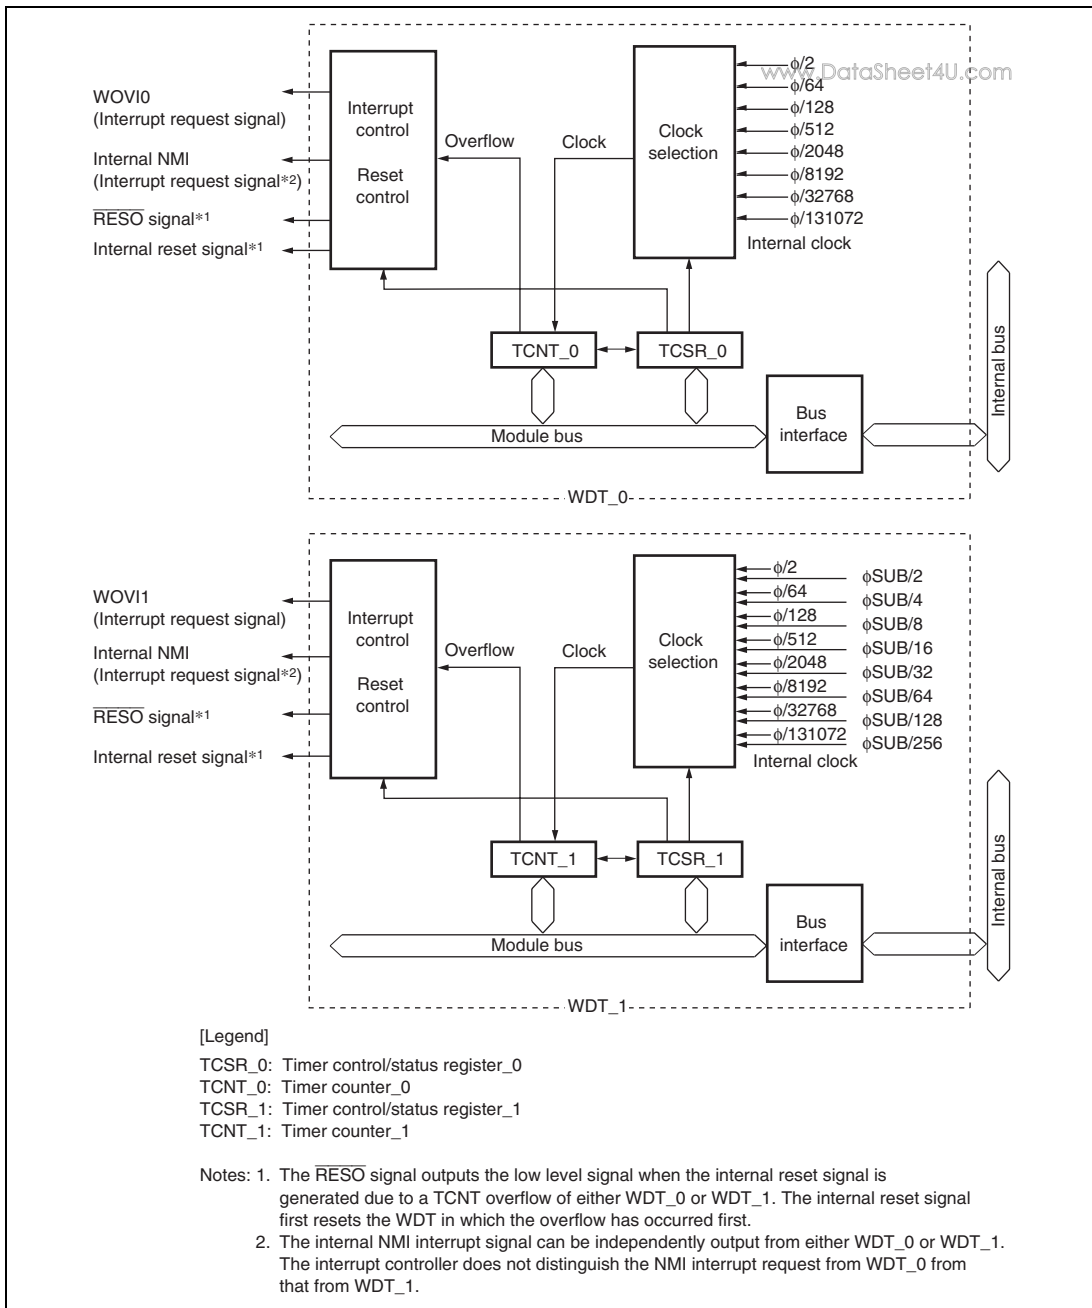 www.DataSheet4U.com
WOVI0
(Interrupt request signal)
Internal NMI
(Interrupt request signal*2)
RESO signal*1
Internal reset signal*1
Interrupt
control
Reset
control
Overflow
Clock
Clock
selection
ϕ/2
ϕ/64
ϕ/128
ϕ/512
ϕ/2048
ϕ/8192
ϕ/32768
ϕ/131072
Internal clock
TCNT_0
TCSR_0
Module bus
Bus
interface
Internal bus
WDT_0
WOVI1
(Interrupt request signal)
Internal NMI
(Interrupt request signal*2)
RESO signal*1
Internal reset signal*1
Interrupt
control
Reset
control
Overflow
Clock
Clock
selection
ϕ/2
ϕSUB/2
ϕ/64
ϕSUB/4
ϕ/128
ϕSUB/8
ϕ/512
ϕSUB/16
ϕ/2048
ϕSUB/32
ϕ/8192
ϕSUB/64
ϕ/32768
ϕSUB/128
ϕ/131072
ϕSUB/256
Internal clock
TCNT_1
TCSR_1
Module bus
Bus
interface
Internal bus
WDT_1
[Legend]
TCSR_0: Timer control/status register_0
TCNT_0: Timer counter_0
TCSR_1: Timer control/status register_1
TCNT_1: Timer counter_1
Notes: 1. The RESO signal outputs the low level signal when the internal reset signal is
generated due to a TCNT overflow of either WDT_0 or WDT_1. The internal reset signal
first resets the WDT in which the overflow has occurred first.
2. The internal NMI interrupt signal can be independently output from either WDT_0 or WDT_1.
The interrupt controller does not distinguish the NMI interrupt request from WDT_0 from
that from WDT_1.